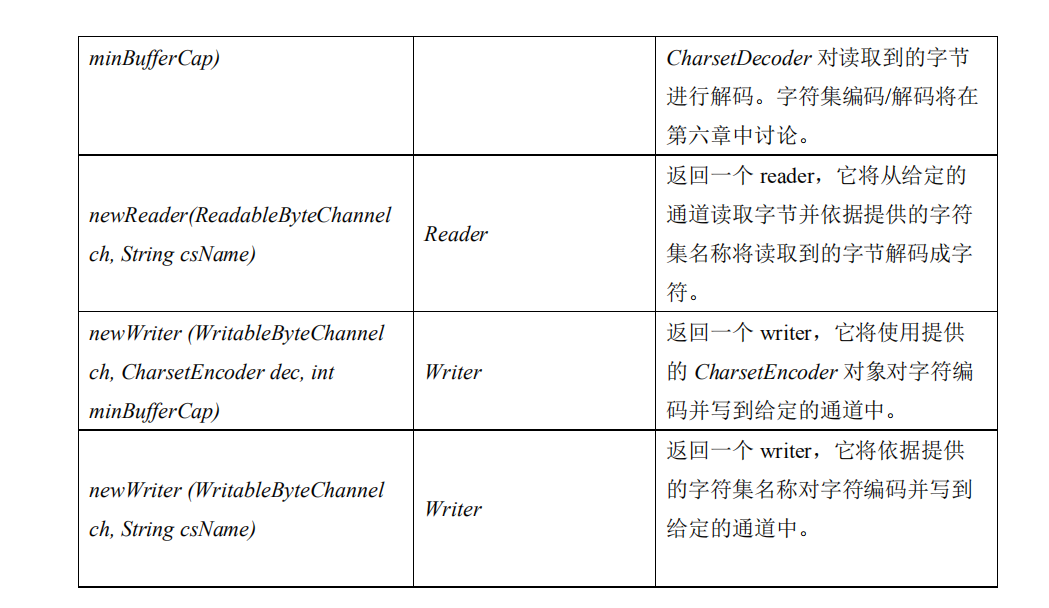 minBufferCap)
CharsetDecoder 对读取到的字节
进行解码。字符集编码/解码将在
第六章中讨论。
newReader(ReadableByteChannel
ch, String csName)
Reader
返回一个 reader，它将从给定的
通道读取字节并依据提供的字符
集名称将读取到的字节解码成字
符。
newWriter (WritableByteChannel
ch, CharsetEncoder dec, int
minBufferCap)
Writer
返回一个 writer，它将使用提供
的 CharsetEncoder 对象对字符编
码并写到给定的通道中。
newWriter (WritableByteChannel
ch, String csName)
Writer
返回一个 writer，它将依据提供
的字符集名称对字符编码并写到
给定的通道中。